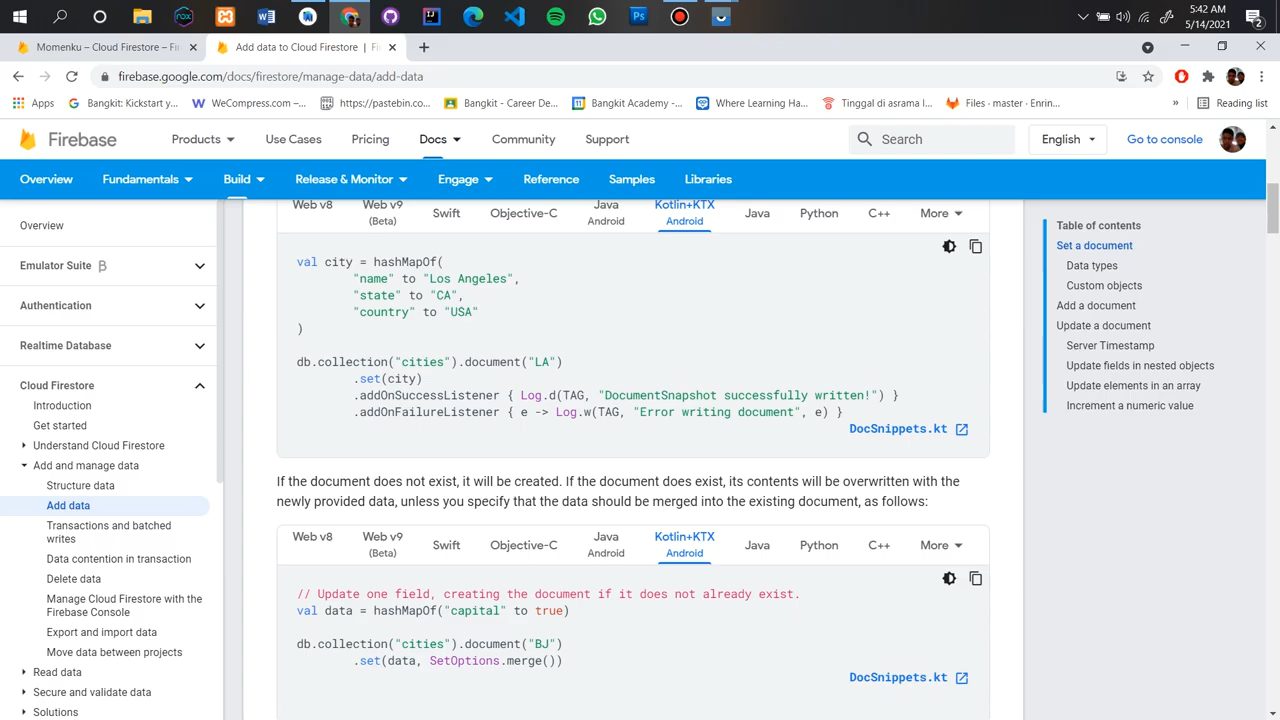 5:42 AM
5/14/2021
2
Momenku – Cloud Firestore – Fi
Add data to Cloud Firestore | Fi
firebase.google.com/docs/firestore/manage-data/add-data
Apps
Bangkit: Kickstart y...
WeCompress.com –...
https://pastebin.co...
Bangkit - Career De...
Bangkit Academy -...
Where Learning Ha...
Tinggal di asrama l...
Files · master · Enrin...
»
Reading list
Firebase
Products
Use Cases
Pricing
Docs
Community
Support
Search
English
Go to console
Overview
Fundamentals
Build
Release & Monitor
Engage
Reference
Samples
Libraries
Overview
Emulator Suite β
Authentication
Realtime Database
Cloud Firestore
Introduction
Get started
Understand Cloud Firestore
Add and manage data
Structure data
Add data
Transactions and batched
writes
Data contention in transaction
Delete data
Manage Cloud Firestore with the
Firebase Console
Export and import data
Move data between projects
Read data
Secure and validate data
Solutions
Web v8
Web v9
(Beta)
Swift
Objective-C
Java
Android
Kotlin+KTX
Android
Java
Python
C++
More
val city = hashMapOf(
"name" to "Los Angeles",
"state" to "CA",
"country" to "USA"
)
db.collection("cities").document("LA")
.set(city)
.addOnSuccessListener { Log.d(TAG, "DocumentSnapshot successfully written!") }
.addOnFailureListener { e -> Log.w(TAG, "Error writing document", e) }
DocSnippets.kt
If the document does not exist, it will be created. If the document does exist, its contents will be overwritten with the
newly provided data, unless you specify that the data should be merged into the existing document, as follows:
Web v8
Web v9
(Beta)
Swift
Objective-C
Java
Android
Kotlin+KTX
Android
Java
Python
C++
More
// Update one field, creating the document if it does not already exist.
val data = hashMapOf("capital" to true)
db.collection("cities").document("BJ")
.set(data, SetOptions.merge())
DocSnippets.kt
Table of contents
Set a document
Data types
Custom objects
Add a document
Update a document
Server Timestamp
Update fields in nested objects
Update elements in an array
Increment a numeric value